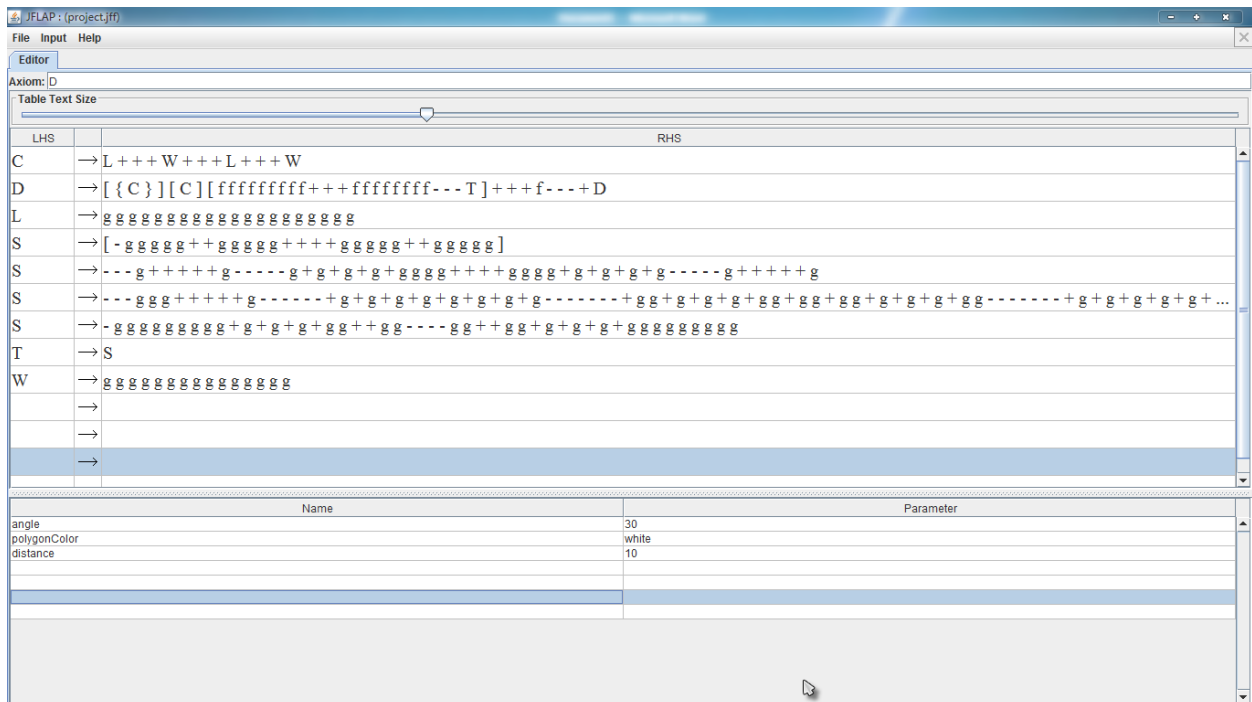 JFLAP : (project.jff)
File Input Help
Editor
Axiom: D
Table Text Size
LHS RHS
C → L + + + W + + + L + + + W
D → [ { C } ] [ C ] [ f f f f f f f f f + + + f f f f f f f f - - - T ] + + + f - - - + D
L → g g g g g g g g g g g g g g g g g g g g
S → [ - g g g g g + + g g g g g + + + + g g g g g + + g g g g g ]
S → - - - g + + + + + g - - - - - g + g + g + g + g g g g + + + + g g g g + g + g + g + g - - - - - g + + + + + g
S → - - - g g g + + + + + g - - - - - - + g + g + g + g + g + g + g + g - - - - - - - + g g + g + g + g + g g + g g + g g + g + g + g + g g - - - - - - - + g + g + g + g + g + ...
S → - g g g g g g g g g + g + g + g + g g + + g g - - - - g g + + g g + g + g + g + g g g g g g g g g
T → S
W → g g g g g g g g g g g g g g g
→
→
→
Name Parameter
angle 30
polygonColor white
distance 10